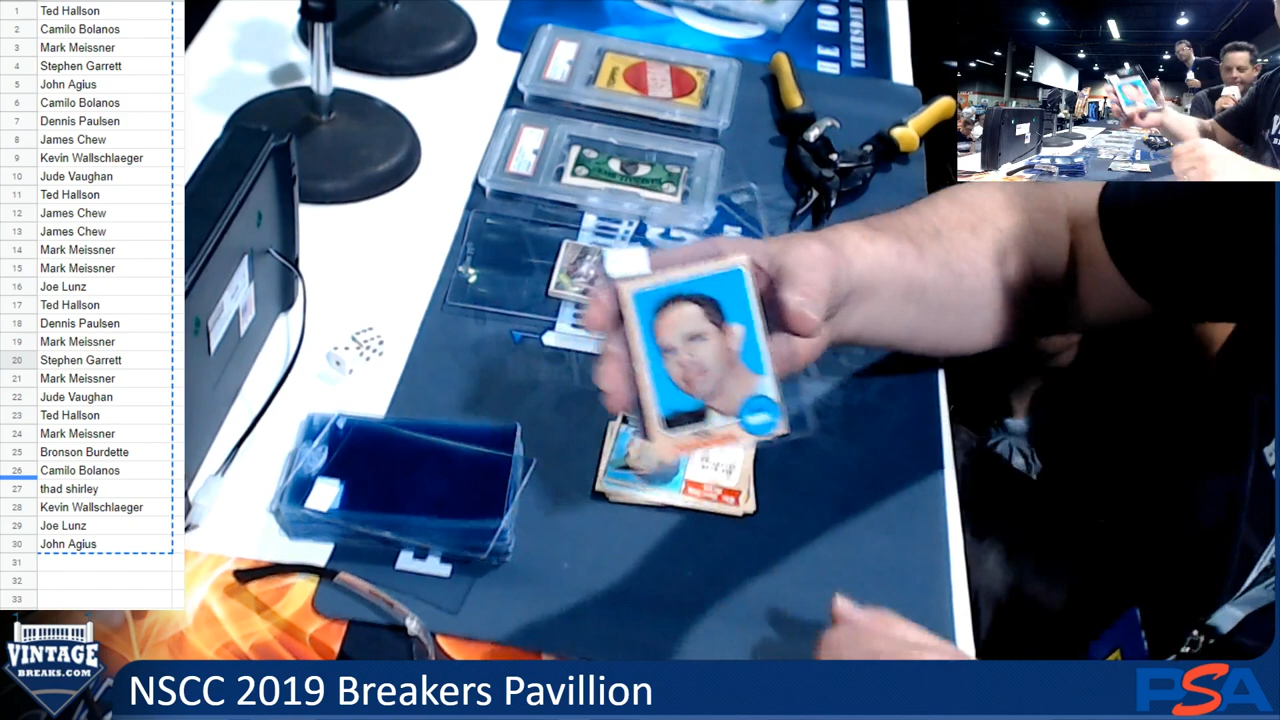 1 Ted Hallson
2 Camilo Bolanos
3 Mark Meissner
4 Stephen Garrett
5 John Agius
6 Camilo Bolanos
7 Dennis Paulsen
8 James Chew
9 Kevin Wallschlaeger
10 Jude Vaughan
11 Ted Hallson
12 James Chew
13 James Chew
14 Mark Meissner
15 Mark Meissner
16 Joe Lunz
17 Ted Hallson
18 Dennis Paulsen
19 Mark Meissner
20 Stephen Garrett
21 Mark Meissner
22 Jude Vaughan
23 Ted Hallson
24 Mark Meissner
25 Bronson Burdette
26 Camilo Bolanos
27 thad shirley
28 Kevin Wallschlaeger
29 Joe Lunz
30 John Agius
31
32
33
THURSDAY
VINTAGE
BREAKS.COM
NSCC 2019 Breakers Pavillion
PSA